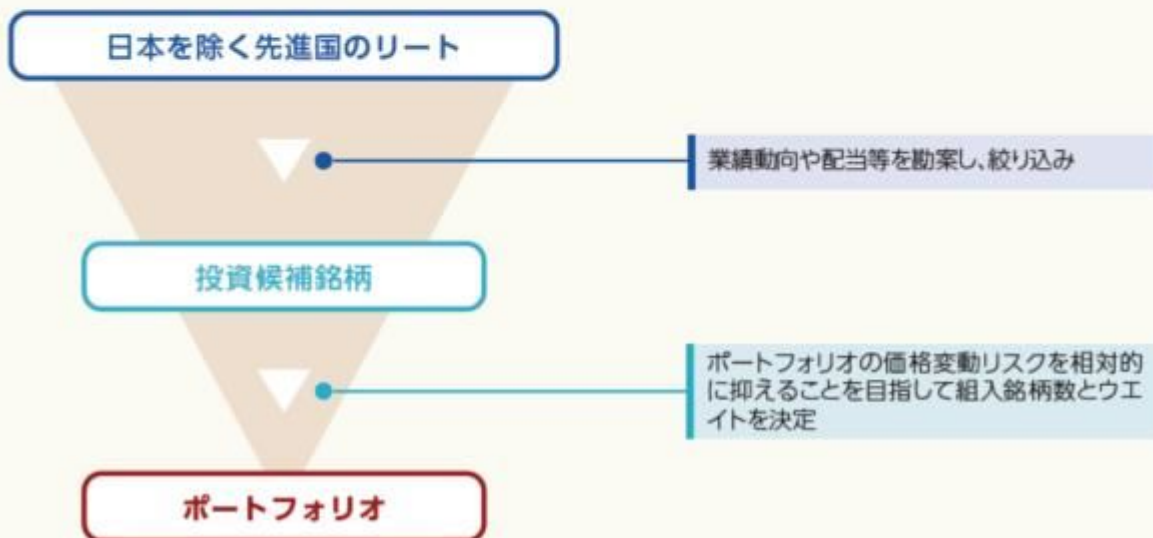 日本を除く先進国のリート
業績動向や配当等を勘案し、絞り込み
投資候補銘柄
ポートフォリオの価格変動リスクを相対的
に抑えることを目指して組入銘柄数とウエ
イトを決定
ポートフォリオ